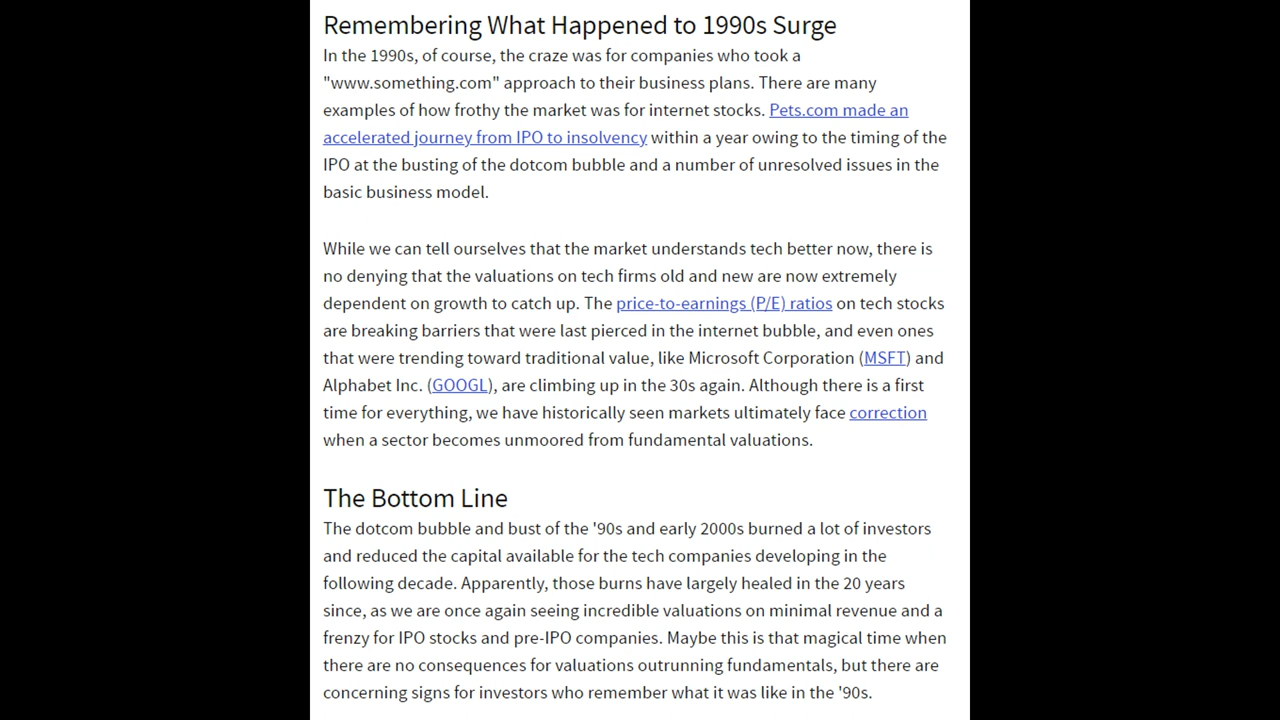 Remembering What Happened to 1990s Surge
In the 1990s, of course, the craze was for companies who took a
"www.something.com" approach to their business plans. There are many
examples of how frothy the market was for internet stocks. Pets.com made an
accelerated journey from IPO to insolvency within a year owing to the timing of the
IPO at the busting of the dotcom bubble and a number of unresolved issues in the
basic business model.
While we can tell ourselves that the market understands tech better now, there is
no denying that the valuations on tech firms old and new are now extremely
dependent on growth to catch up. The price-to-earnings (P/E) ratios on tech stocks
are breaking barriers that were last pierced in the internet bubble, and even ones
that were trending toward traditional value, like Microsoft Corporation (MSFT) and
Alphabet Inc. (GOOGL), are climbing up in the 30s again. Although there is a first
time for everything, we have historically seen markets ultimately face correction
when a sector becomes unmoored from fundamental valuations.
The Bottom Line
The dotcom bubble and bust of the '90s and early 2000s burned a lot of investors
and reduced the capital available for the tech companies developing in the
following decade. Apparently, those burns have largely healed in the 20 years
since, as we are once again seeing incredible valuations on minimal revenue and a
frenzy for IPO stocks and pre-IPO companies. Maybe this is that magical time when
there are no consequences for valuations outrunning fundamentals, but there are
concerning signs for investors who remember what it was like in the '90s.